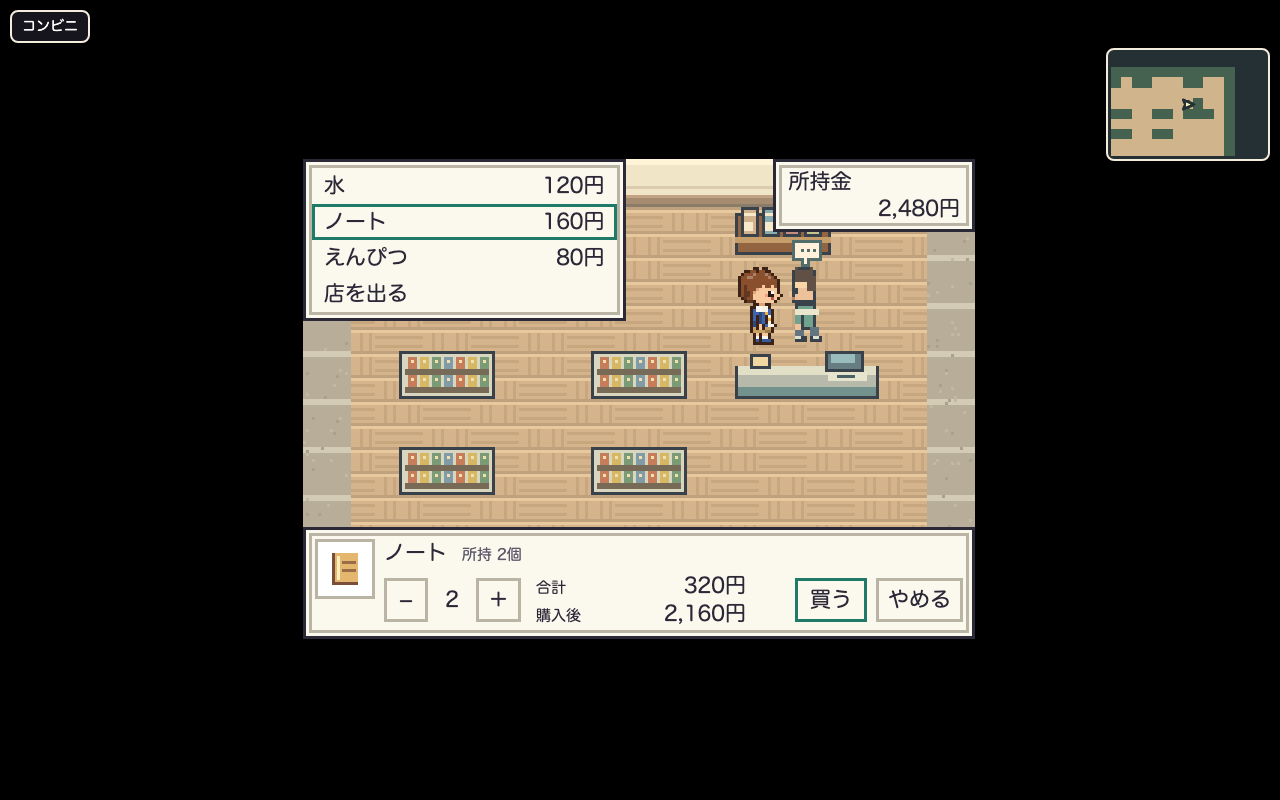 コンビニ
水 120円
ノート 160円
えんぴつ 80円
店を出る
所持金
2,480円
ノート 所持 2個
− 2 +
合計 320円
購入後 2,160円
買う やめる